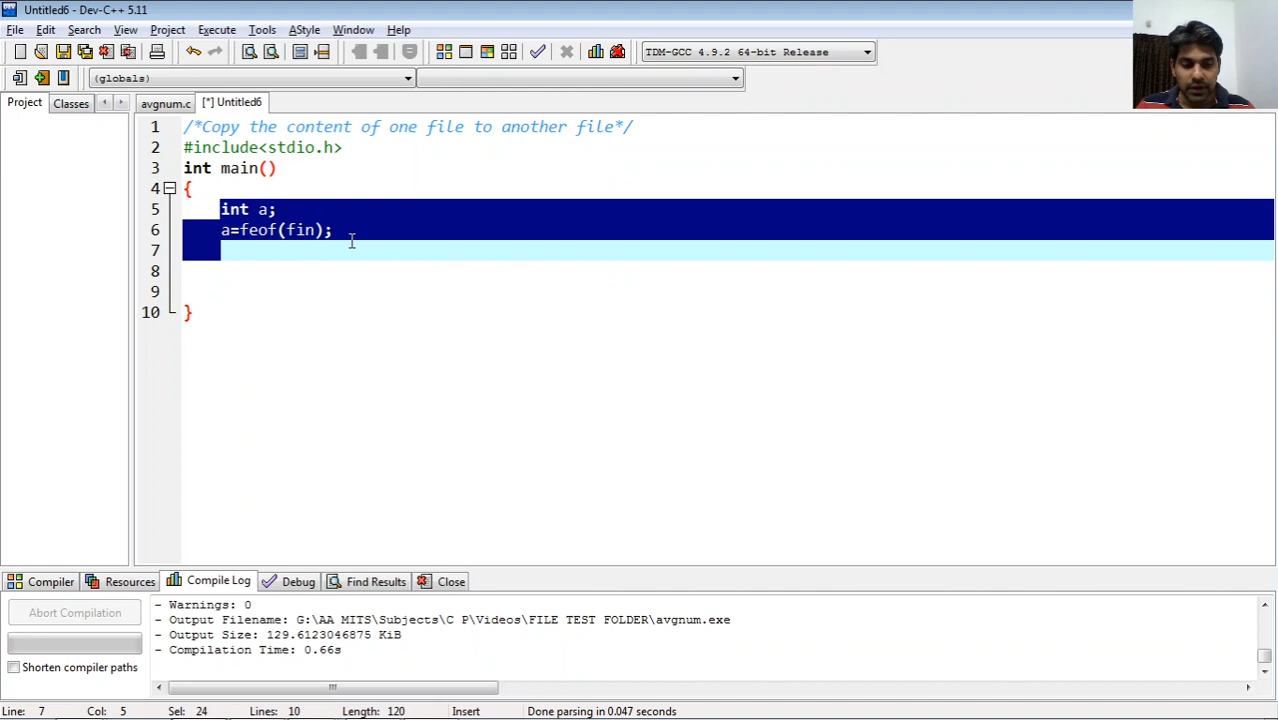 Untitled6 - Dev-C++ 5.11
File Edit Search View Project Execute Tools AStyle Window Help
TDM-GCC 4.9.2 64-bit Release
(globals)
Project Classes avgnum.c [*] Untitled6
1 /*Copy the content of one file to another file*/
2 #include<stdio.h>
3 int main()
4 {
5 int a;
6 a=feof(fin);
7
8
9
10 }
Compiler Resources Compile Log Debug Find Results Close
Abort Compilation
Shorten compiler paths
- Warnings: 0
- Output Filename: G:\AA MITS\Subjects\C P\Videos\FILE TEST FOLDER\avgnum.exe
- Output Size: 129.6123046875 KiB
- Compilation Time: 0.66s
Line: 7 Col: 5 Sel: 24 Lines: 10 Length: 120 Insert Done parsing in 0.047 seconds